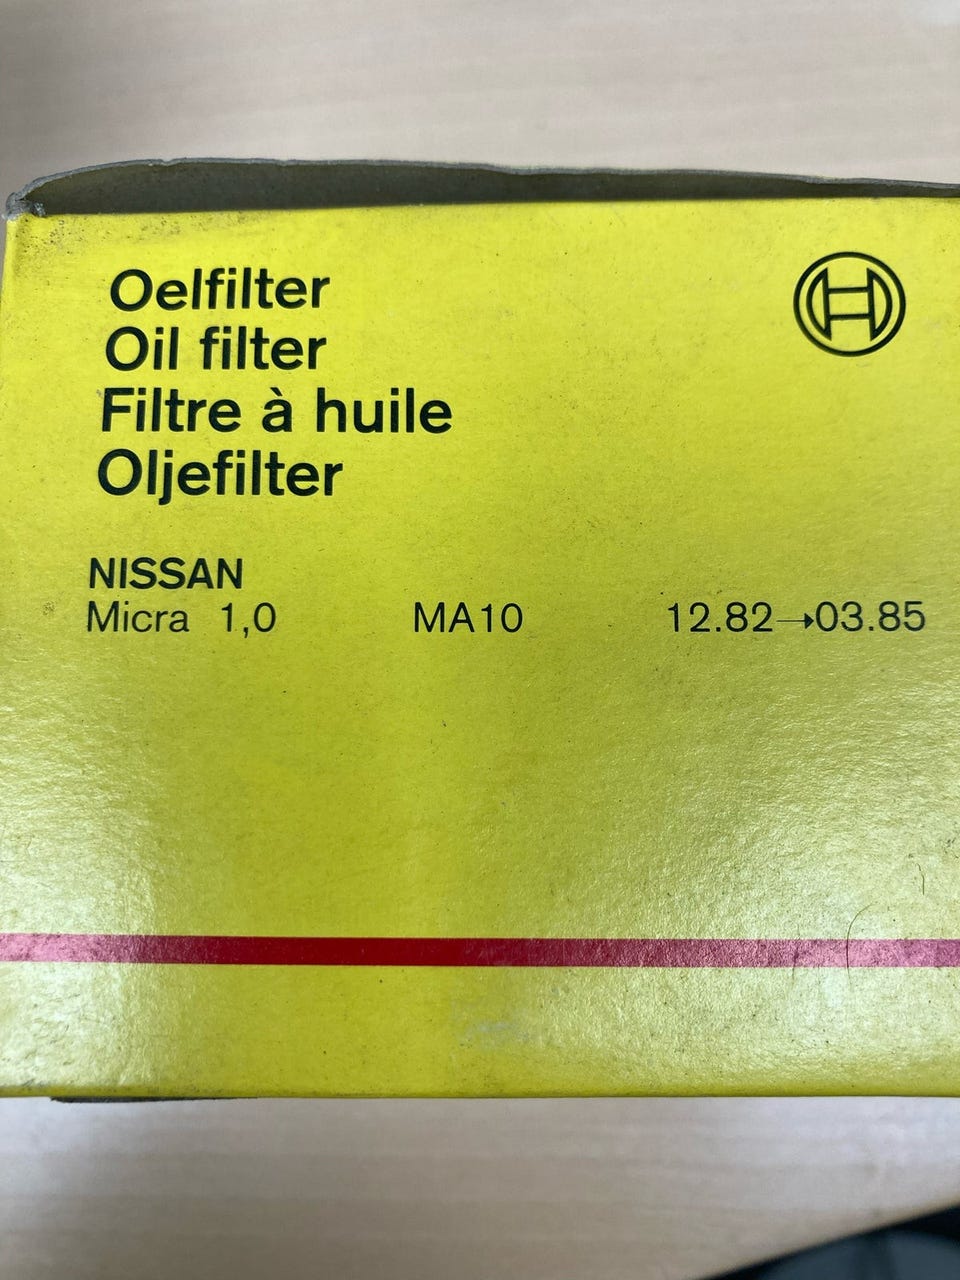 Oelfilter
Oil filter
Filtre à huile
Oljefilter
NISSAN
Micra 1,0 MA10 12.82→03.85